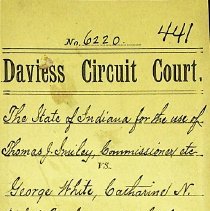 No. 6220 441
Daviess Circuit Court.
The State of Indiana for the use of
Thomas J. Commissioner etc
VS.
George White, Catharine N